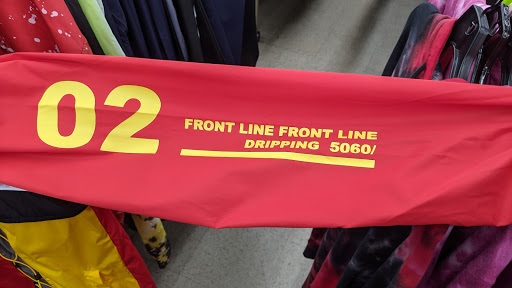 02
FRONT LINE FRONT LINE
DRIPPING 5060/